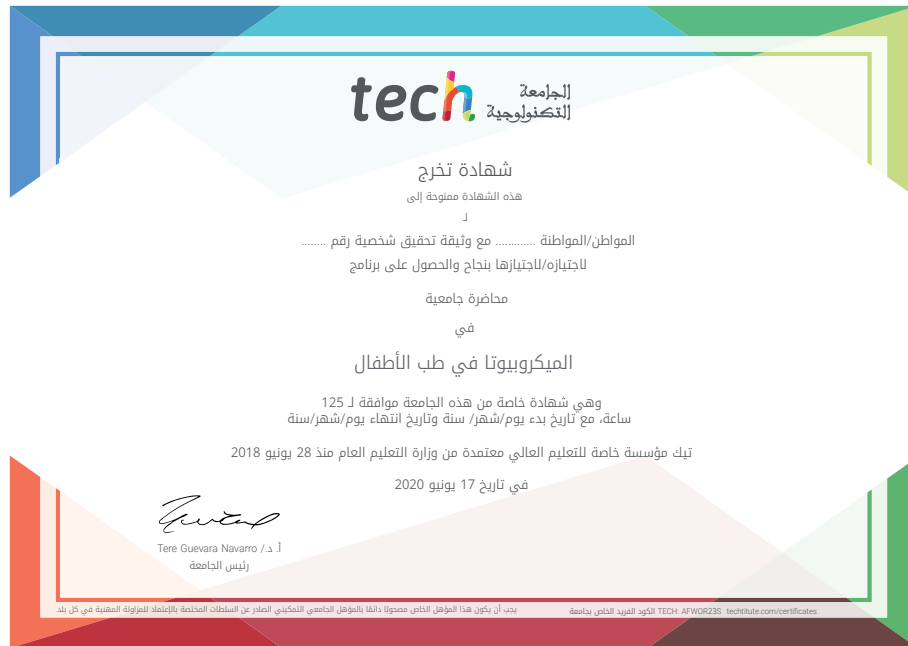 tech الجامعة
التكنولوجية
شهادة تخرج
هذه الشهادة ممنوحة إلى
لـ
المواطن/المواطنة ............ مع وثيقة تحقيق شخصية رقم ........
لاجتيازه/لاجتيازها بنجاح والحصول على برنامج
محاضرة جامعية
في
الميكروبيوتا في طب الأطفال
وهي شهادة خاصة من هذه الجامعة موافقة لـ 125
ساعة، مع تاريخ بدء يوم/شهر/ سنة وتاريخ انتهاء يوم/شهر/سنة
تيك مؤسسة خاصة للتعليم العالي معتمدة من وزارة التعليم العام منذ 28 يونيو 2018
في تاريخ 17 يونيو 2020
أ. د./ Tere Guevara Navarro
رئيس الجامعة
يجب أن يكون هذا المؤهل الخاص مصحوبًا دائمًا بالمؤهل الجامعي التمكيني الصادر عن السلطات المختصة بالإعتماد للمزاولة المهنية في كل بلد.
الكود الفريد الخاص بجامعة TECH: AFWOR23S techtitute.com/certificates